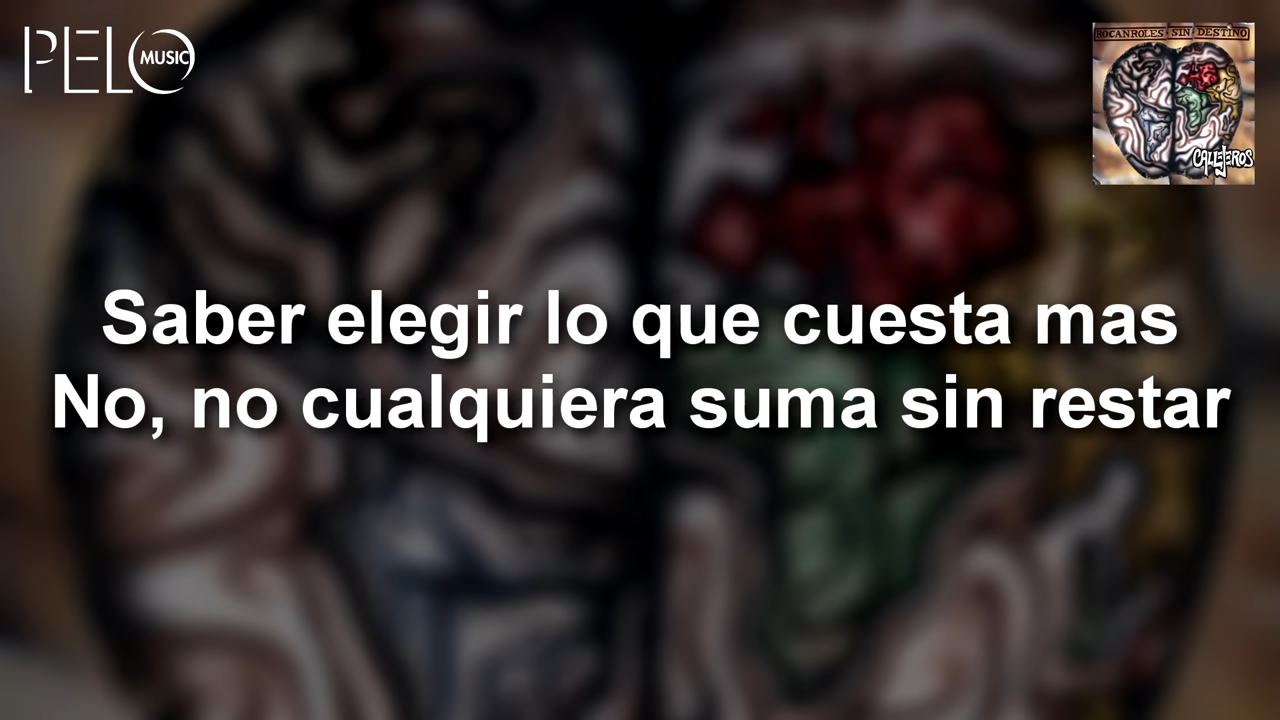 PELO MUSIC
ROCANROLES SIN DESTINO
CALLEJEROS
Saber elegir lo que cuesta mas
No, no cualquiera suma sin restar